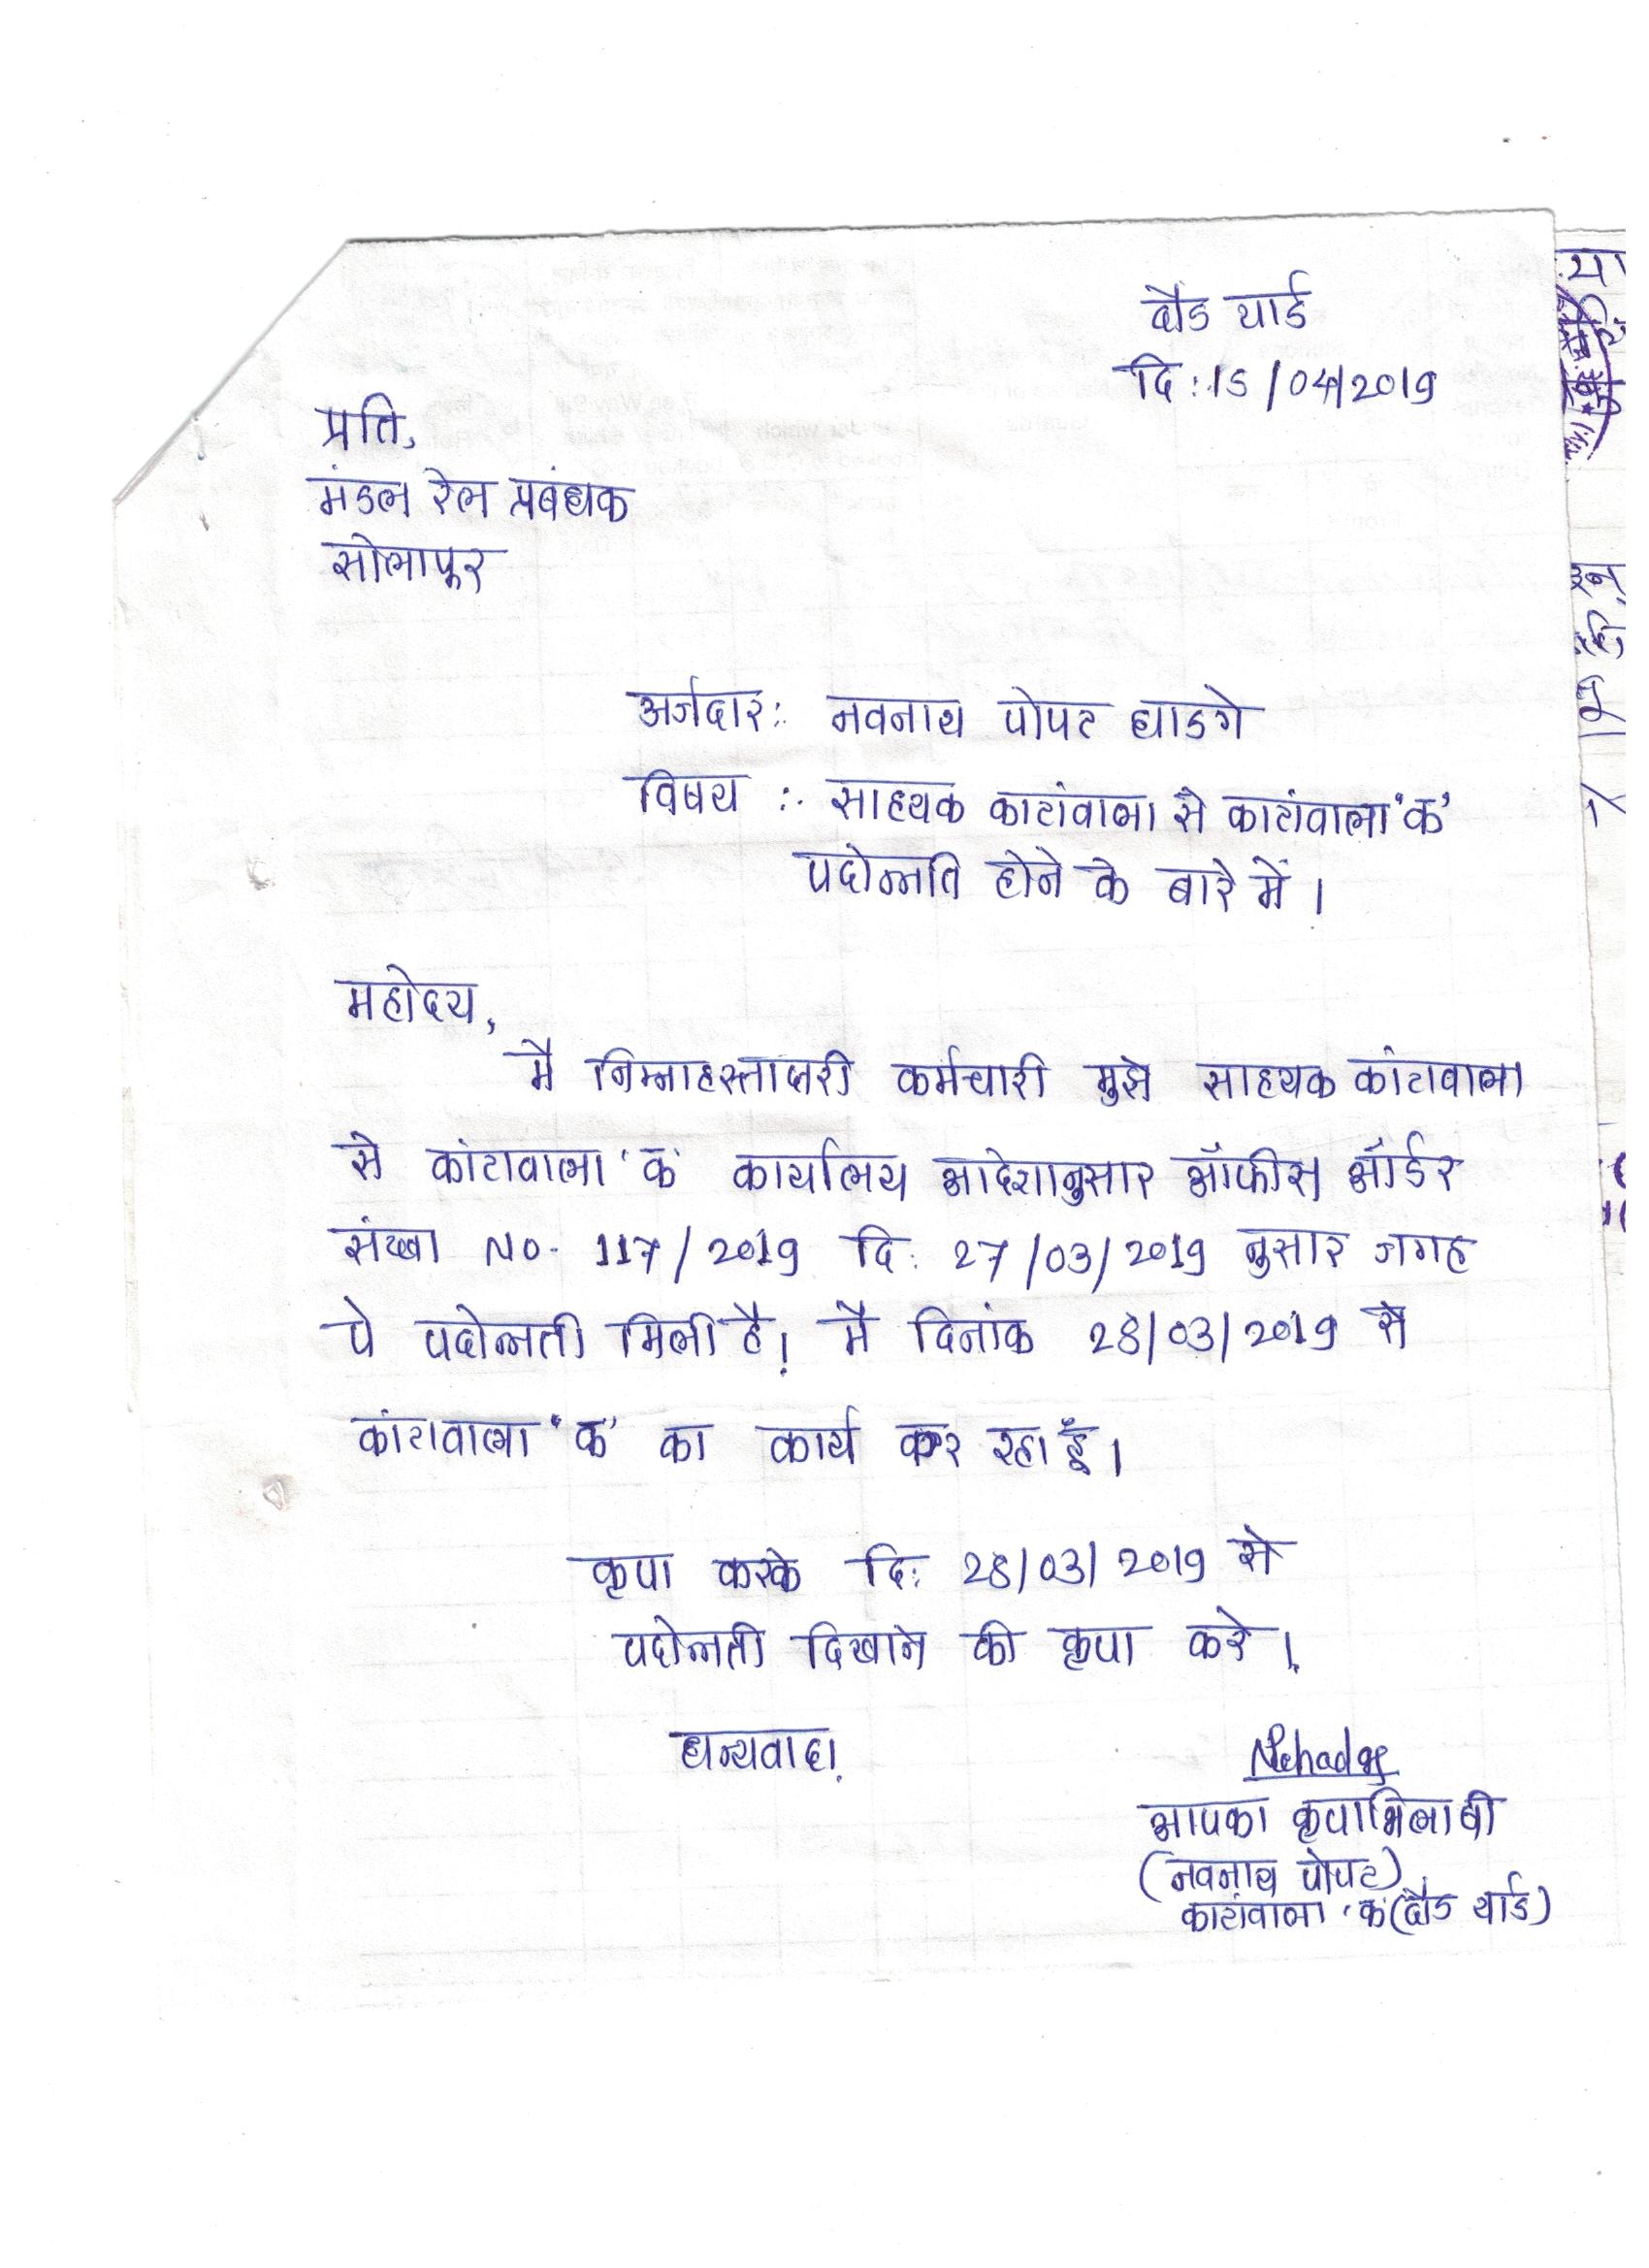 दौंड यार्ड
दि: 15/04/2019
प्रति,
मंडल रेल प्रबंधक
सोलापूर
अर्जदार: नवनाथ पोपट घाडगे
विषय :- साहयक काटांवाला से काटांवाला 'क'
पदोन्नति होने के बारे में।
महोदय,
मै निम्नाहस्ताक्षरी कर्मचारी मुझे साहयक कांटावाला
से कांटावाला 'क' कार्यालय आदेशानुसार ऑफीस ऑर्डर
संख्या No- 117/2019 दि: 27/03/2019 नुसार जगह
पे पदोन्नती मिली है। मै दिनांक 28/03/2019 से
कांटावाला 'क' का कार्य कर रहा हूँ।
कृपा करके दि: 28/03/2019 से
पदोन्नती दिखाने की कृपा करे।
धन्यवाद।
आपका कृपाभिलाषी
(नवनाथ पोपट)
काटांवाला 'क' (दौंड यार्ड)